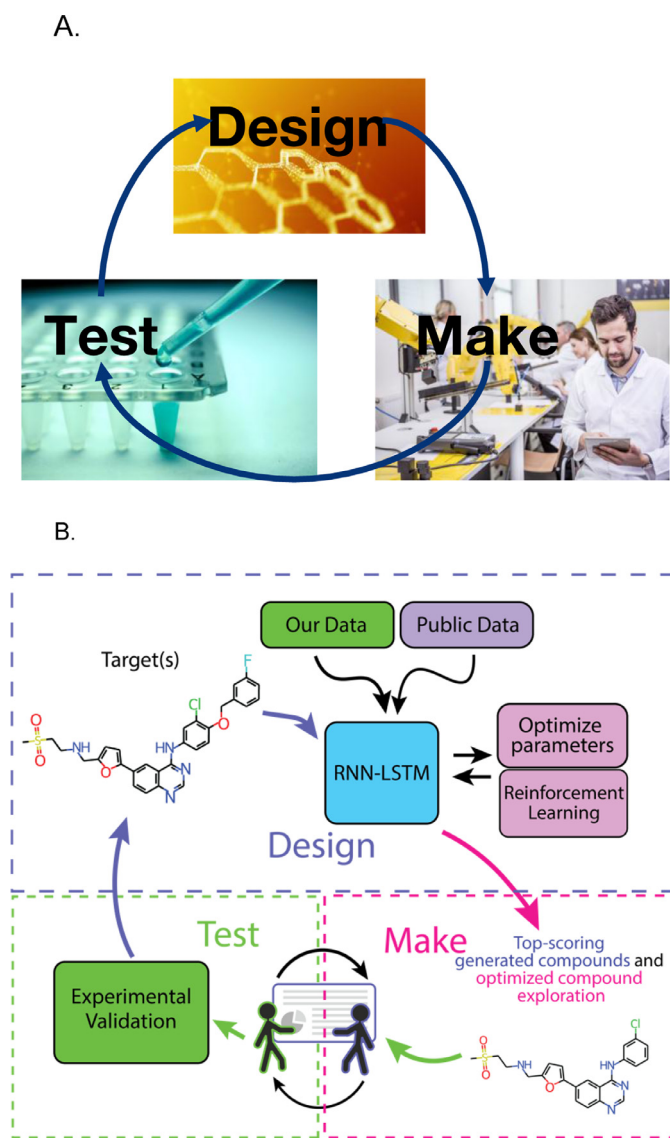 A.
Design
Test
Make
B.
Our Data
Public Data
Target(s)
F
Cl
O
HN
O
S
O
NH
O
N
N
RNN-LSTM
Optimize
parameters
Reinforcement
Learning
Design
Test
Make
Top-scoring
generated compounds and
optimized compound
exploration
Experimental
Validation
Cl
HN
O
S
O
NH
O
N
N